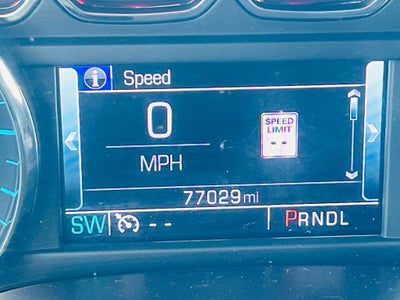 i Speed
0
SPEED
LIMIT
--
MPH
77029mi
SW --
PRNDL